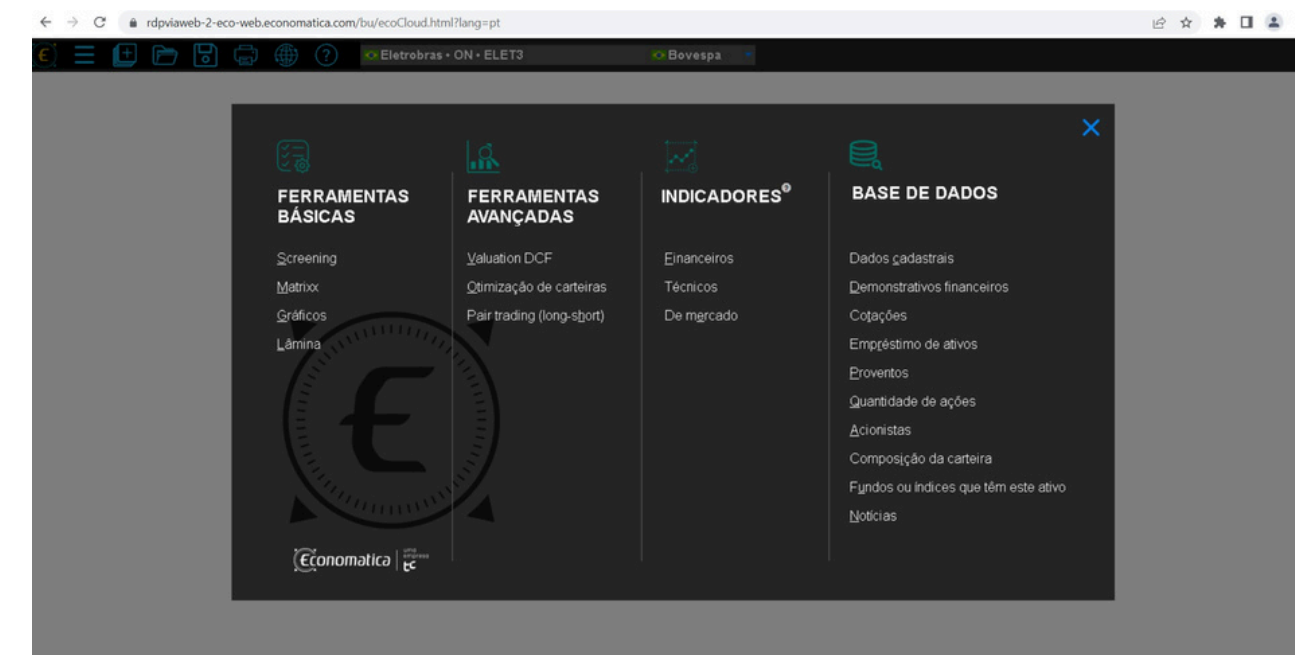 rdpviaweb-2-eco-web.economatica.com/bu/ecoCloud.html?lang=pt
Eletrobras • ON • ELET3
Bovespa
FERRAMENTAS
BÁSICAS
Screening
Matrixx
Gráficos
Lâmina
FERRAMENTAS
AVANÇADAS
Valuation DCF
Otimização de carteiras
Pair trading (long-short)
INDICADORES
Financeiros
Técnicos
De mercado
BASE DE DADOS
Dados cadastrais
Demonstrativos financeiros
Cotações
Empréstimo de ativos
Proventos
Quantidade de ações
Acionistas
Composição da carteira
Fundos ou índices que têm este ativo
Notícias
Economatica
uma
empresa
tc